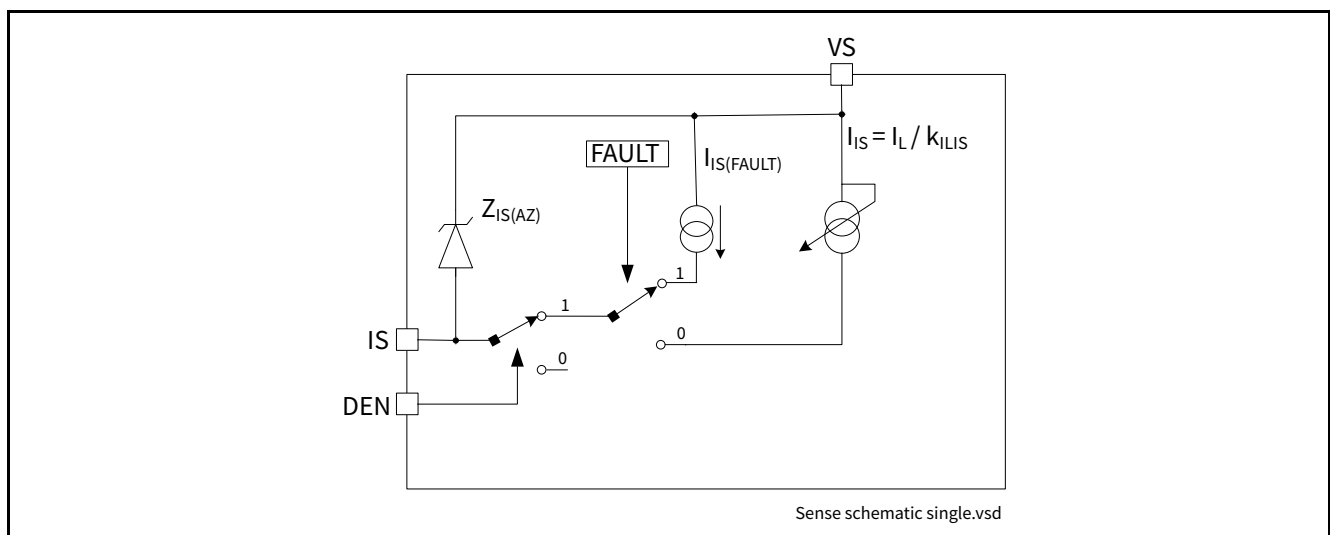 VS
I_IS = I_L / k_ILIS
FAULT
I_IS(FAULT)
Z_IS(AZ)
1
1
0
IS
0
DEN
Sense schematic single.vsd